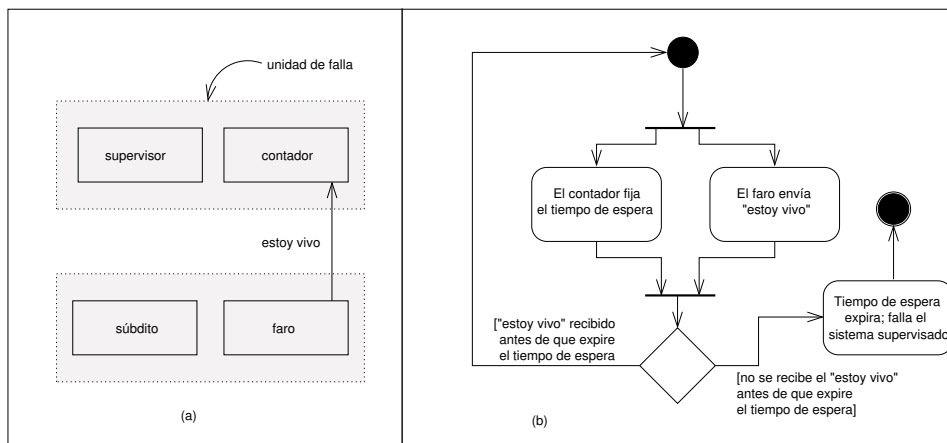 unidad de falla
supervisor
contador
estoy vivo
súbdito
faro
(a)
El contador fija
el tiempo de espera
El faro envía
"estoy vivo"
["estoy vivo" recibido
antes de que expire
el tiempo de espera
Tiempo de espera
expira; falla el
sistema supervisado
[no se recibe el "estoy vivo"
antes de que expire
el tiempo de espera]
(b)